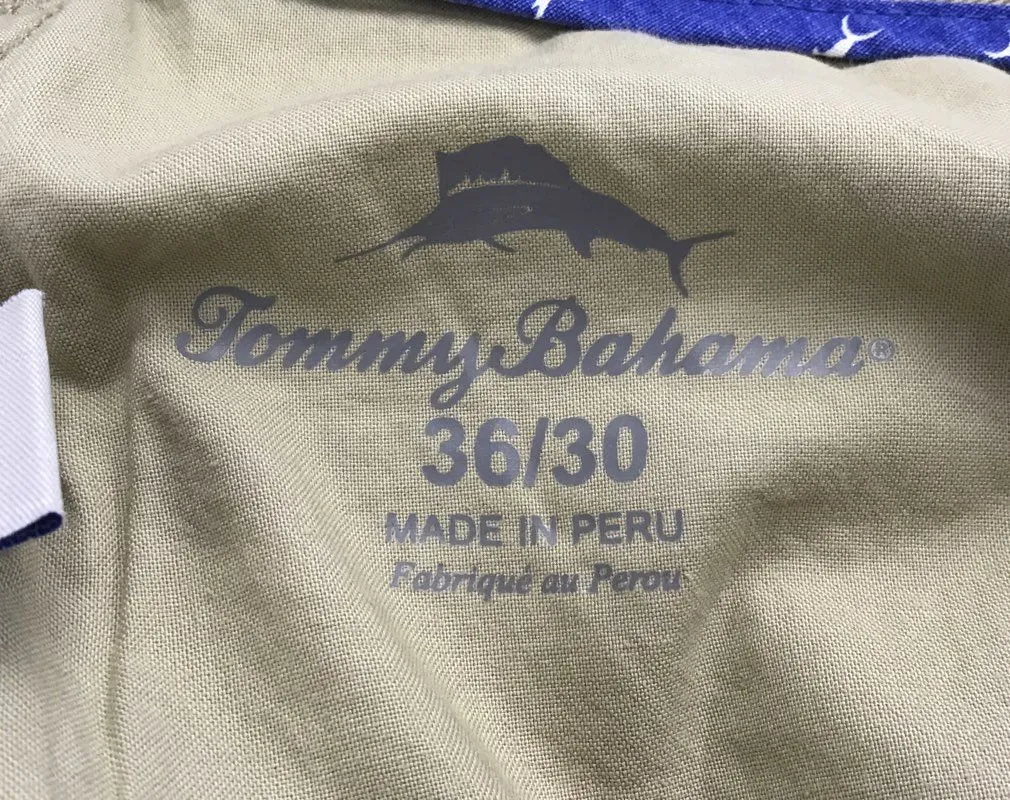 Tommy Bahama®
36/30
MADE IN PERU
Fabriqué au Perou